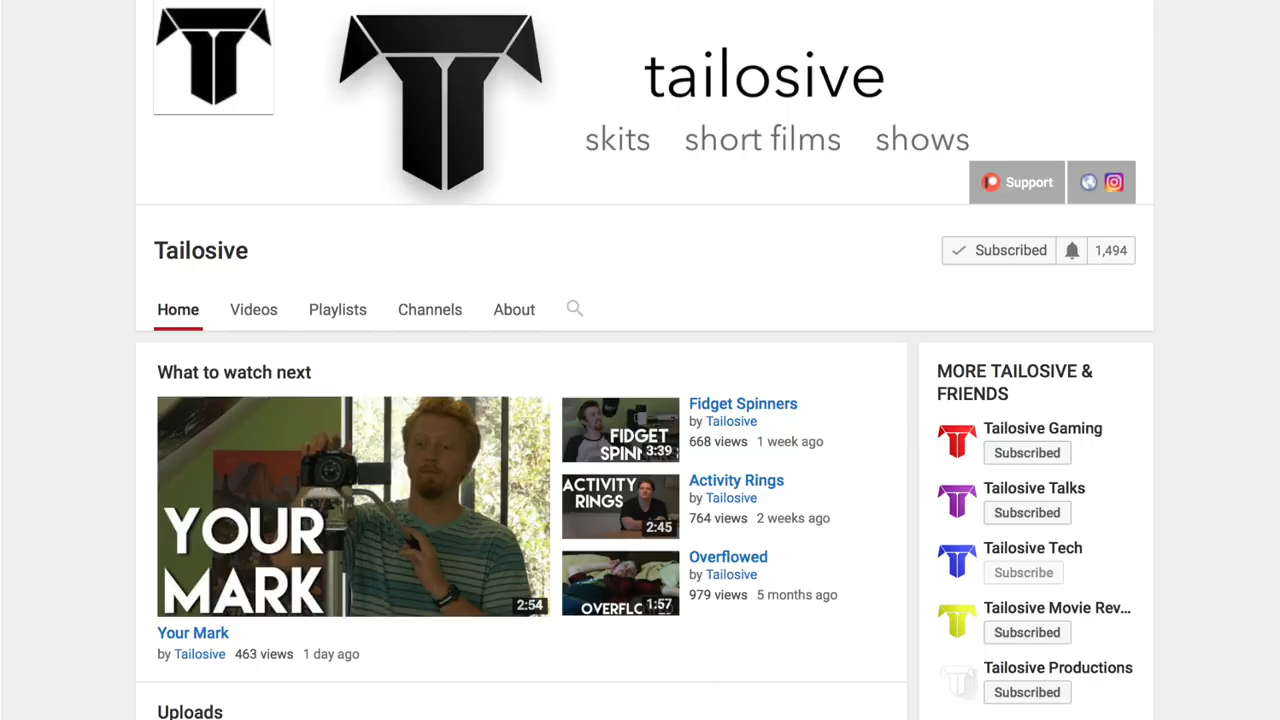 tailosive
skits short films shows
Support
Tailosive
Subscribed 1,494
Home Videos Playlists Channels About
What to watch next
YOUR
MARK
2:54
Your Mark
by Tailosive 463 views 1 day ago
FIDGET
SPINN
3:39
Fidget Spinners
by Tailosive
668 views 1 week ago
ACTIVITY
RINGS
2:45
Activity Rings
by Tailosive
764 views 2 weeks ago
OVERFLO
1:57
Overflowed
by Tailosive
979 views 5 months ago
Uploads
MORE TAILOSIVE &
FRIENDS
Tailosive Gaming
Subscribed
Tailosive Talks
Subscribed
Tailosive Tech
Subscribe
Tailosive Movie Rev...
Subscribed
Tailosive Productions
Subscribed